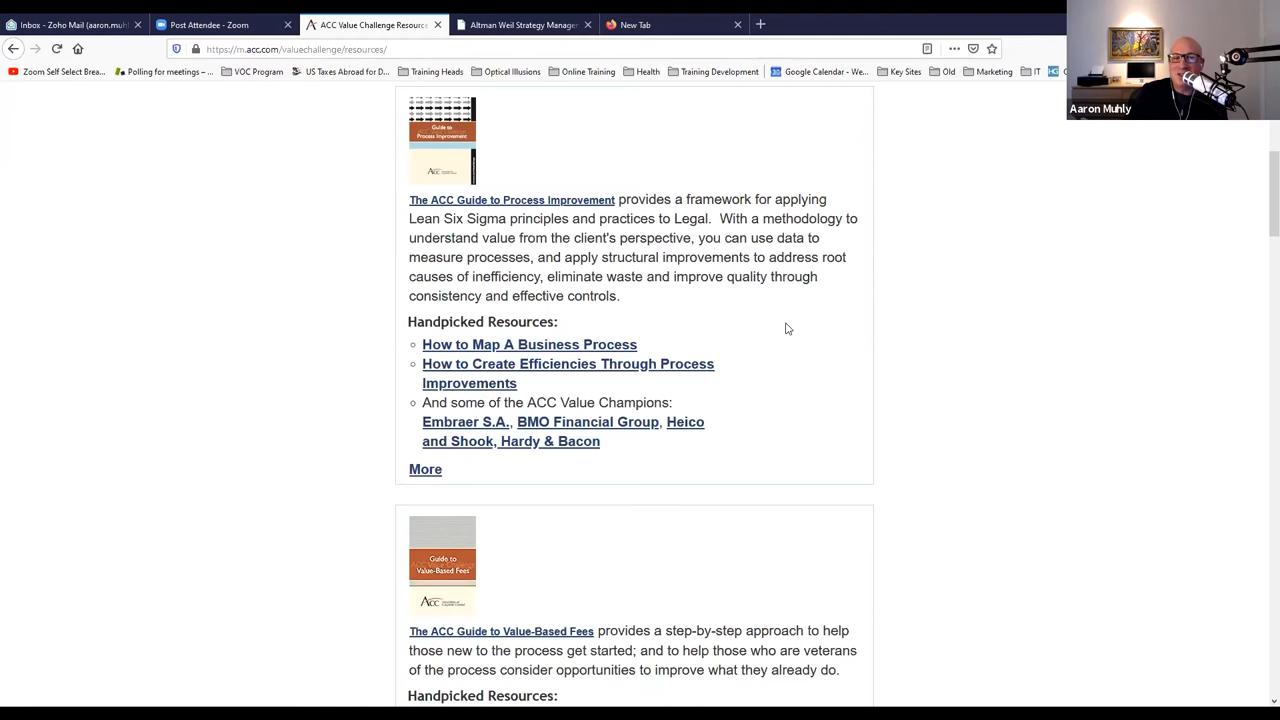 Inbox - Zoho Mail (aaron.muh
Post Attendee - Zoom
ACC Value Challenge Resource
Altman Weil Strategy Manager
New Tab
https://m.acc.com/valuechallenge/resources/
Zoom Self Select Brea...
Polling for meetings – ...
VOC Program
US Taxes Abroad for D...
Training Heads
Optical Illusions
Online Training
Health
Training Development
Google Calendar - We...
Key Sites
Old
Marketing
IT
Aaron Muhly
Guide to
Process Improvement
ACC
The ACC Guide to Process Improvement provides a framework for applying
Lean Six Sigma principles and practices to Legal. With a methodology to
understand value from the client's perspective, you can use data to
measure processes, and apply structural improvements to address root
causes of inefficiency, eliminate waste and improve quality through
consistency and effective controls.
Handpicked Resources:
How to Map A Business Process
How to Create Efficiencies Through Process
Improvements
And some of the ACC Value Champions:
Embraer S.A., BMO Financial Group, Heico
and Shook, Hardy & Bacon
More
Guide to
Value-Based Fees
ACC
The ACC Guide to Value-Based Fees provides a step-by-step approach to help
those new to the process get started; and to help those who are veterans
of the process consider opportunities to improve what they already do.
Handpicked Resources: